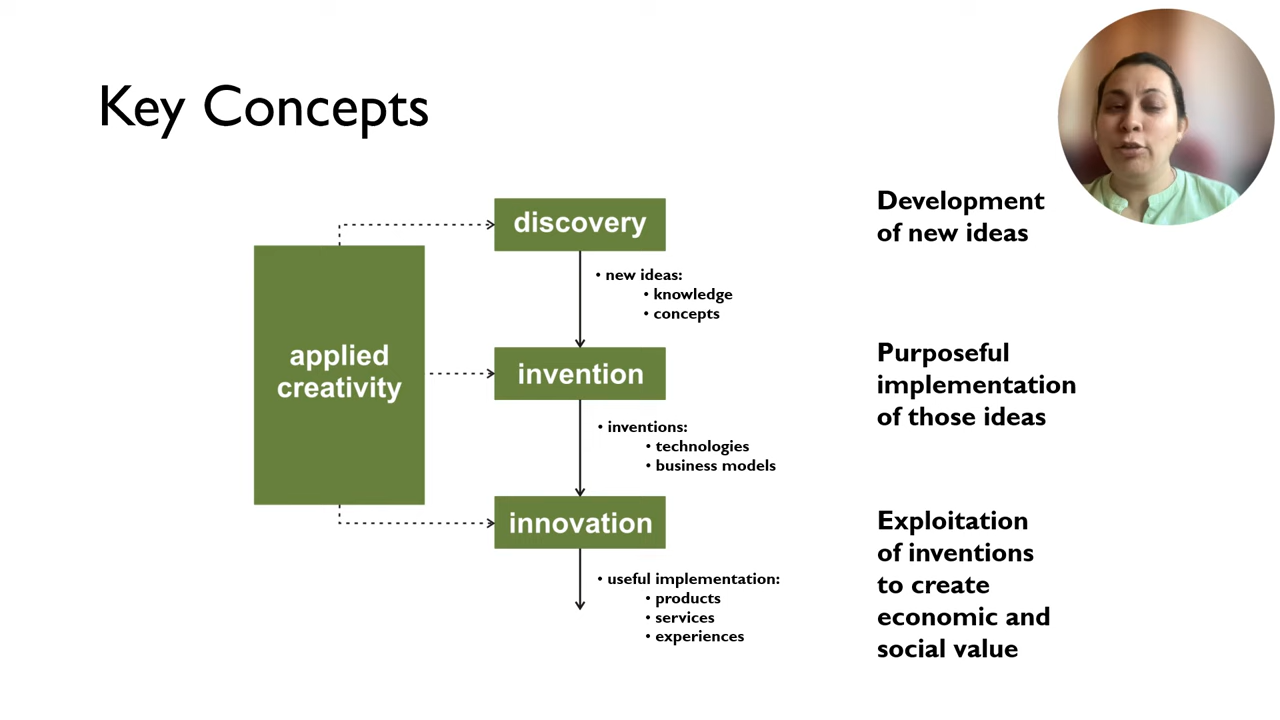 Key Concepts
applied
creativity
discovery
• new ideas:
• knowledge
• concepts
invention
• inventions:
• technologies
• business models
innovation
• useful implementation:
• products
• services
• experiences
Development
of new ideas
Purposeful
implementation
of those ideas
Exploitation
of inventions
to create
economic and
social value